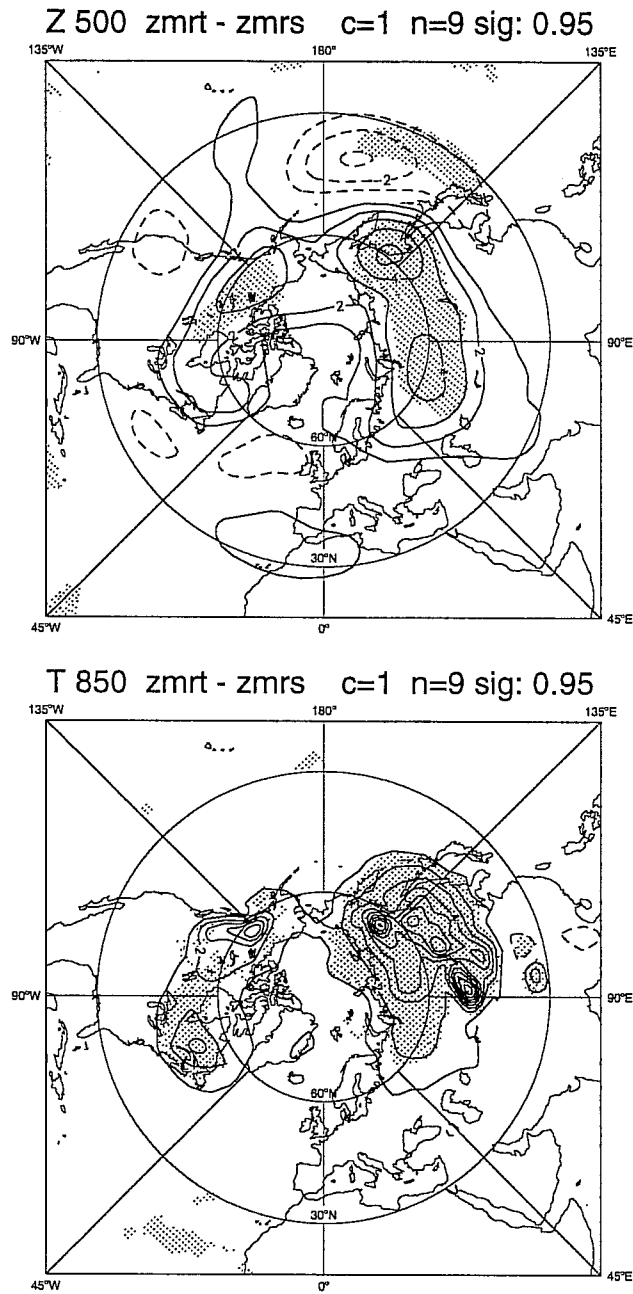 Z 500 zmrt - zmrs c=1 n=9 sig: 0.95
135°W 180° 135°E
2
2
90°W 2 90°E
60°N
30°N
45°W 0° 45°E
T 850 zmrt - zmrs c=1 n=9 sig: 0.95
135°W 180° 135°E
2
90°W 90°E
60°N
30°N
45°W 0° 45°E